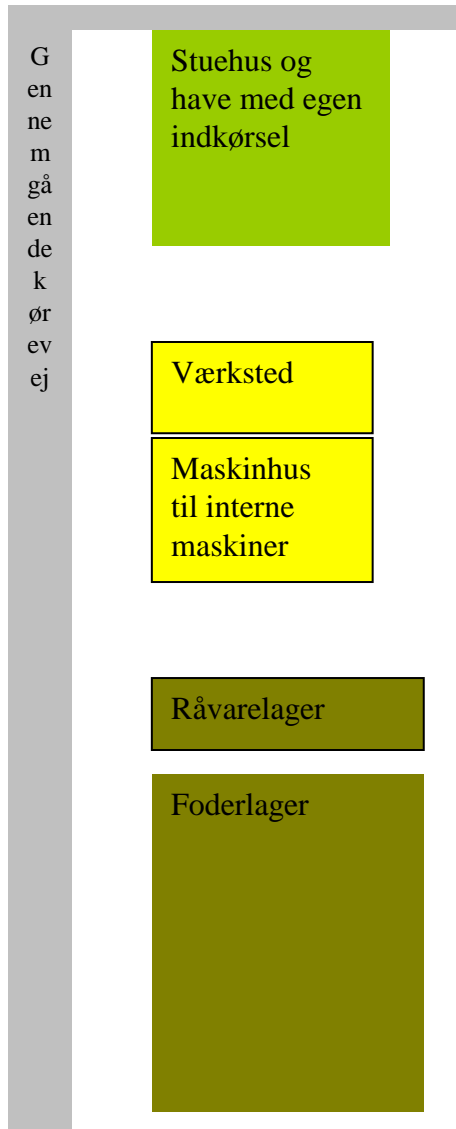 G
en
ne
m
gå
en
de
k
ør
ev
ej
Stuehus og
have med egen
indkørsel
Værksted
Maskinhus
til interne
maskiner
Råvarelager
Foderlager